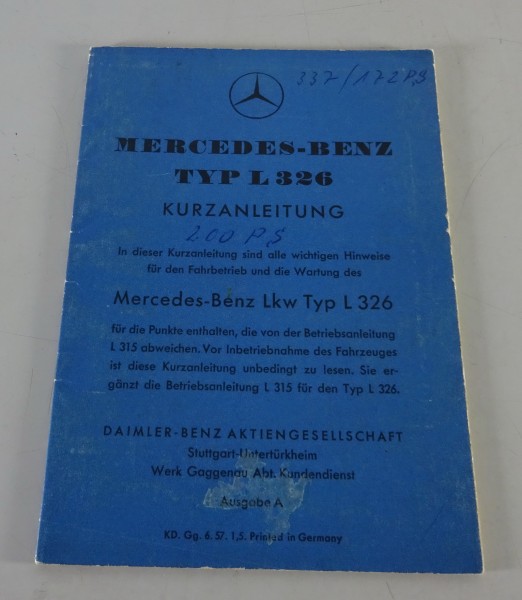 337/172PS
MERCEDES-BENZ
TYP L 326
KURZANLEITUNG
200 PS
In dieser Kurzanleitung sind alle wichtigen Hinweise
für den Fahrbetrieb und die Wartung des
Mercedes-Benz Lkw Typ L 326
für die Punkte enthalten, die von der Betriebsanleitung
L 315 abweichen. Vor Inbetriebnahme des Fahrzeuges
ist diese Kurzanleitung unbedingt zu lesen. Sie er-
gänzt die Betriebsanleitung L 315 für den Typ L 326.
DAIMLER-BENZ AKTIENGESELLSCHAFT
Stuttgart-Untertürkheim
Werk Gaggenau Abt. Kundendienst
Ausgabe A
KD. Gg. 6. 57. 1,5. Printed in Germany